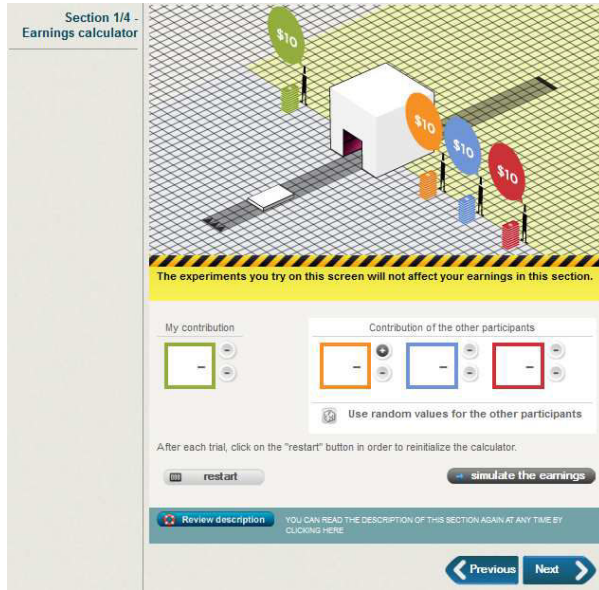 Section 1/4 -
Earnings calculator
$10
$10
$10
$10
The experiments you try on this screen will not affect your earnings in this section.
My contribution
Contribution of the other participants
–
–
–
–
Use random values for the other participants
After each trial, click on the "restart" button in order to reinitialize the calculator.
restart
simulate the earnings
Review description
YOU CAN READ THE DESCRIPTION OF THIS SECTION AGAIN AT ANY TIME BY
CLICKING HERE
Previous
Next